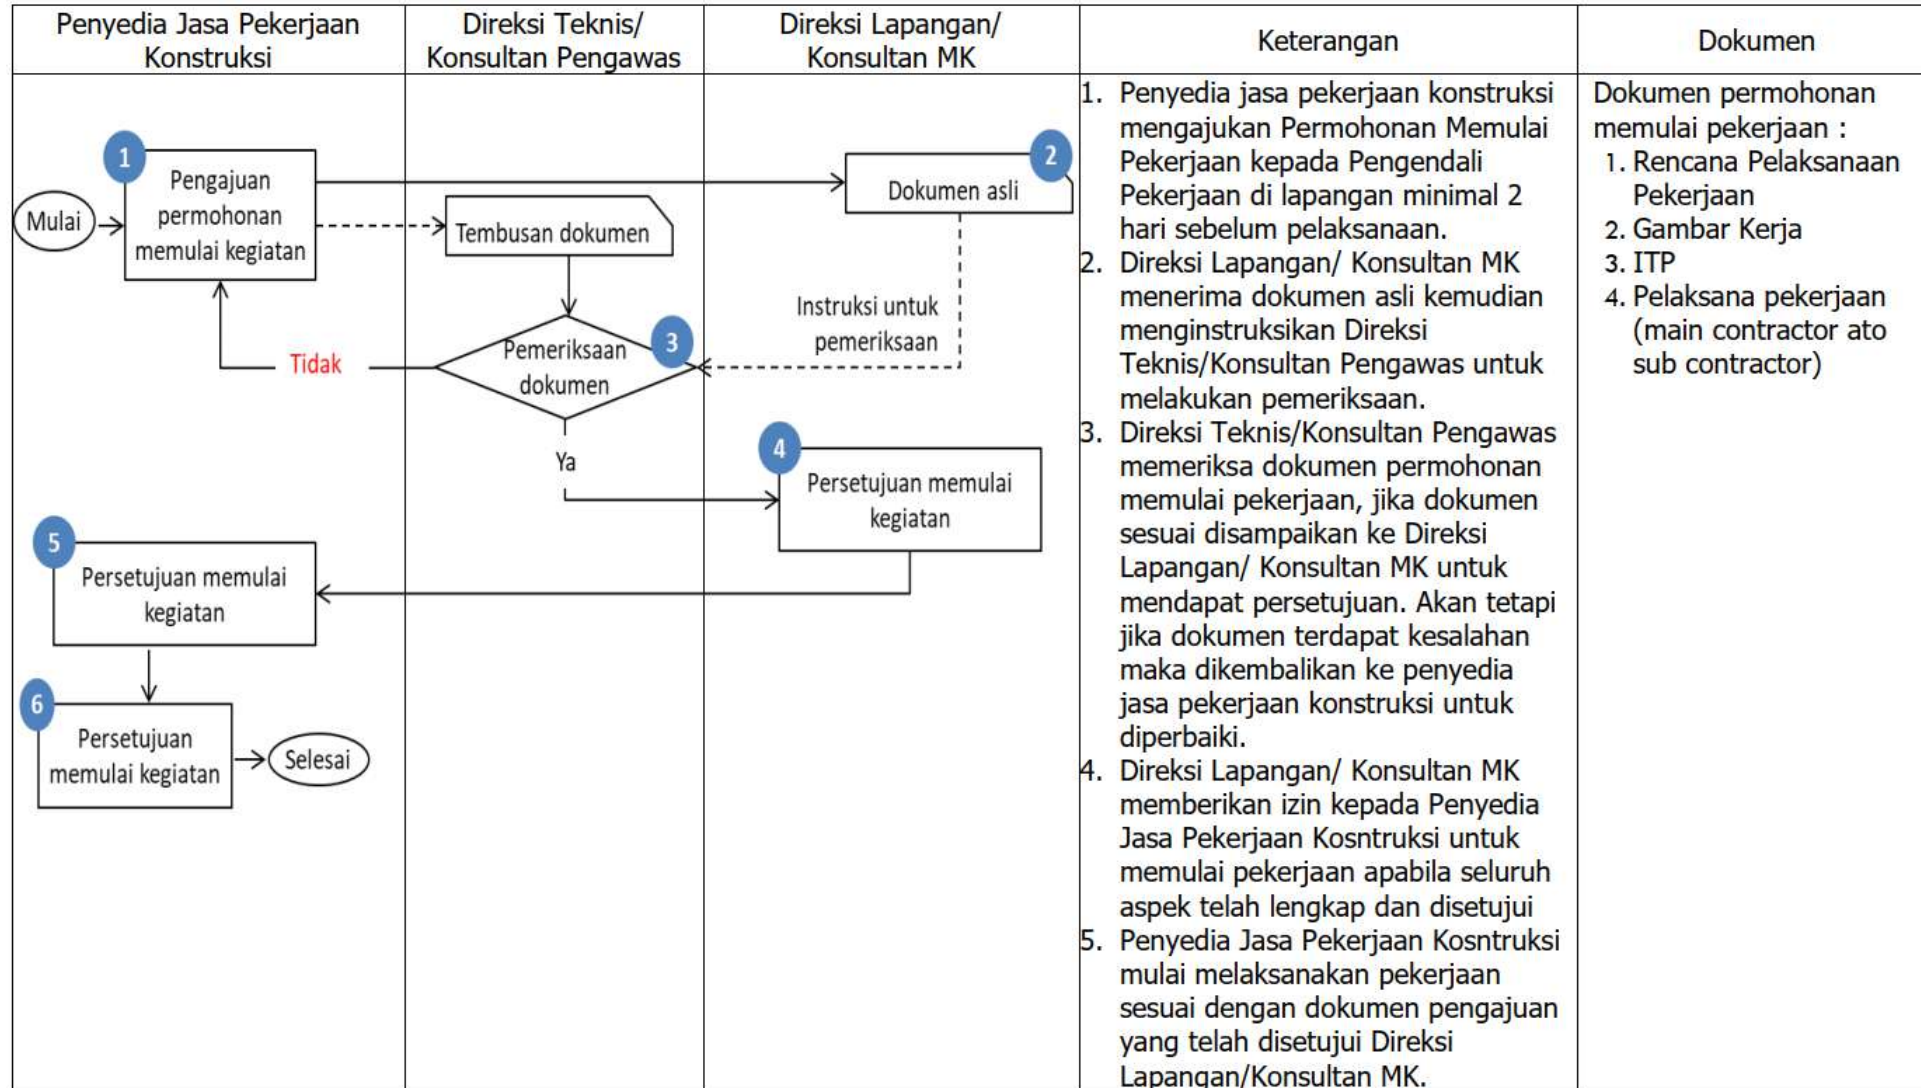 Penyedia Jasa Pekerjaan
Konstruksi
Direksi Teknis/
Konsultan Pengawas
Direksi Lapangan/
Konsultan MK
Keterangan
Dokumen
Mulai
1
Pengajuan
permohonan
memulai kegiatan
Tembusan dokumen
2
Dokumen asli
Instruksi untuk
pemeriksaan
3
Pemeriksaan
dokumen
Tidak
Ya
4
Persetujuan memulai
kegiatan
5
Persetujuan memulai
kegiatan
6
Persetujuan
memulai kegiatan
Selesai
1. Penyedia jasa pekerjaan konstruksi
mengajukan Permohonan Memulai
Pekerjaan kepada Pengendali
Pekerjaan di lapangan minimal 2
hari sebelum pelaksanaan.
2. Direksi Lapangan/ Konsultan MK
menerima dokumen asli kemudian
menginstruksikan Direksi
Teknis/Konsultan Pengawas untuk
melakukan pemeriksaan.
3. Direksi Teknis/Konsultan Pengawas
memeriksa dokumen permohonan
memulai pekerjaan, jika dokumen
sesuai disampaikan ke Direksi
Lapangan/ Konsultan MK untuk
mendapat persetujuan. Akan tetapi
jika dokumen terdapat kesalahan
maka dikembalikan ke penyedia
jasa pekerjaan konstruksi untuk
diperbaiki.
4. Direksi Lapangan/ Konsultan MK
memberikan izin kepada Penyedia
Jasa Pekerjaan Kosntruksi untuk
memulai pekerjaan apabila seluruh
aspek telah lengkap dan disetujui
5. Penyedia Jasa Pekerjaan Kosntruksi
mulai melaksanakan pekerjaan
sesuai dengan dokumen pengajuan
yang telah disetujui Direksi
Lapangan/Konsultan MK.
Dokumen permohonan
memulai pekerjaan :
1. Rencana Pelaksanaan
Pekerjaan
2. Gambar Kerja
3. ITP
4. Pelaksana pekerjaan
(main contractor ato
sub contractor)